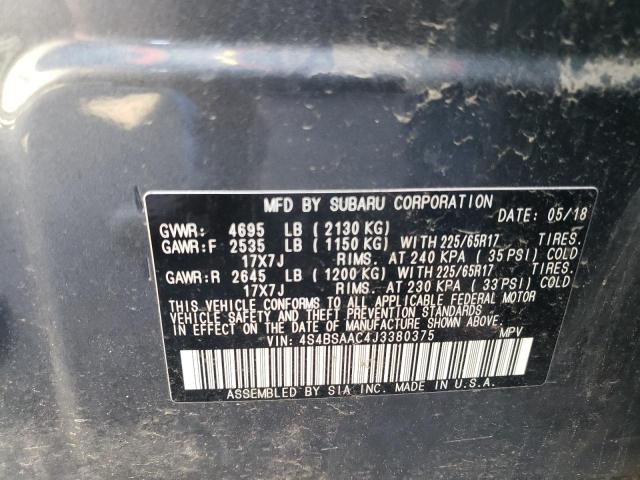 MFD BY SUBARU CORPORATION
DATE: 05/18
GVWR: 4695 LB (2130 KG)
GAWR:F 2535 LB (1150 KG) WITH 225/65R17 TIRES.
17X7J RIMS. AT 240 KPA (35 PSI) COLD
GAWR:R 2645 LB (1200 KG) WITH 225/65R17 TIRES.
17X7J RIMS. AT 230 KPA (33 PSI) COLD
THIS VEHICLE CONFORMS TO ALL APPLICABLE FEDERAL MOTOR
VEHICLE SAFETY AND THEFT PREVENTION STANDARDS
IN EFFECT ON THE DATE OF MANUFACTURE SHOWN ABOVE.
VIN: 4S4BSAAC4J3380375 MPV
ASSEMBLED BY SIA INC. MADE IN U.S.A.